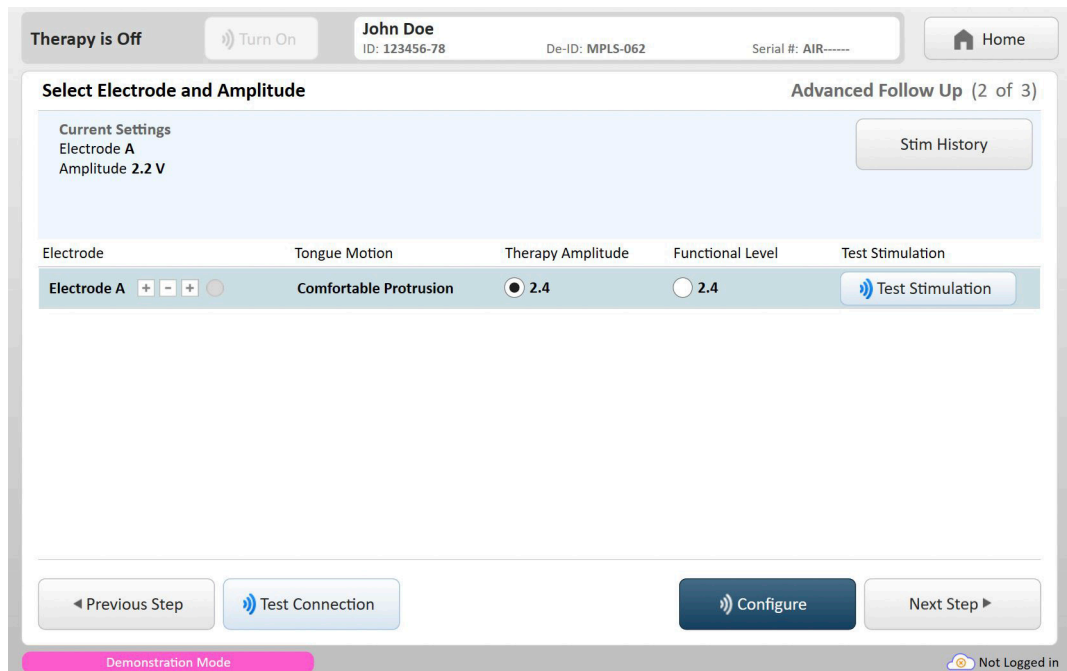 Therapy is Off
Turn On
John Doe
ID: 123456-78 De-ID: MPLS-062 Serial #: AIR------
Home
Select Electrode and Amplitude
Advanced Follow Up (2 of 3)
Current Settings
Electrode A
Amplitude 2.2 V
Stim History
Electrode Tongue Motion Therapy Amplitude Functional Level Test Stimulation
Electrode A + - + Comfortable Protrusion 2.4 2.4 Test Stimulation
Previous Step Test Connection Configure Next Step
Demonstration Mode Not Logged in